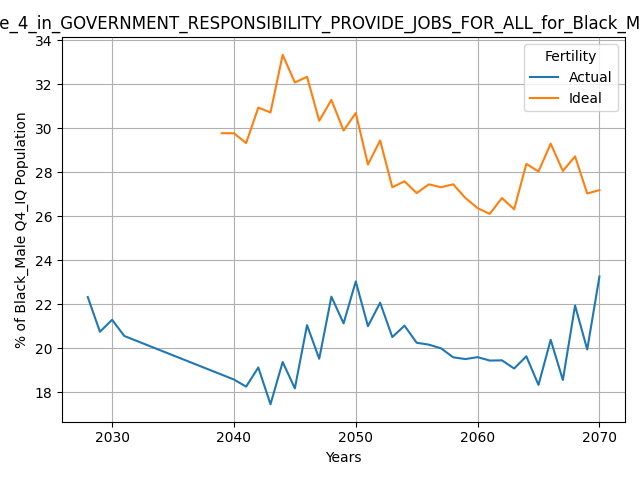 e_4_in_GOVERNMENT_RESPONSIBILITY_PROVIDE_JOBS_FOR_ALL_for_Black_M
34
32
30
28
26
24
22
20
18
% of Black_Male Q4_IQ Population
Fertility
Actual
Ideal
2030
2040
2050
2060
2070
Years